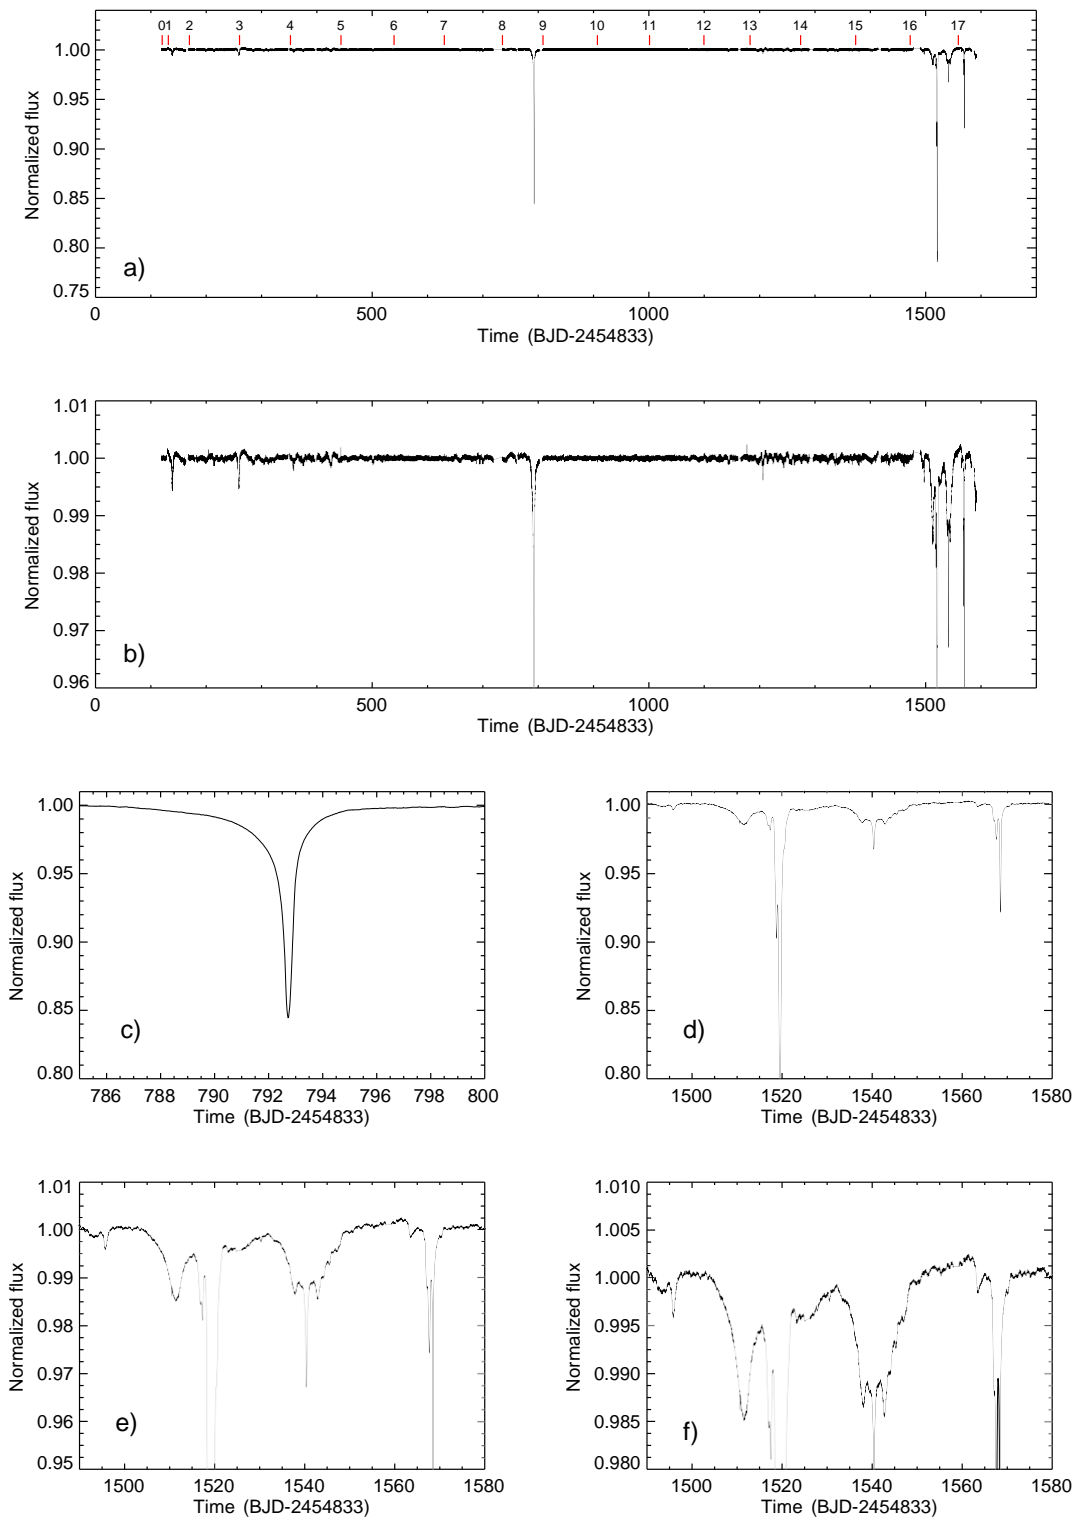 0 1 2 3 4 5 6 7 8 9 10 11 12 13 14 15 16 17
1.00
0.95
0.90
0.85
0.80
0.75
Normalized flux
a)
0 500 1000 1500
Time (BJD-2454833)
1.01
1.00
0.99
0.98
0.97
0.96
Normalized flux
b)
0 500 1000 1500
Time (BJD-2454833)
1.00
0.95
0.90
0.85
0.80
Normalized flux
c)
786 788 790 792 794 796 798 800
Time (BJD-2454833)
1.00
0.95
0.90
0.85
0.80
Normalized flux
d)
1500 1520 1540 1560 1580
Time (BJD-2454833)
1.01
1.00
0.99
0.98
0.97
0.96
0.95
Normalized flux
e)
1500 1520 1540 1560 1580
Time (BJD-2454833)
1.010
1.005
1.000
0.995
0.990
0.985
0.980
Normalized flux
f)
1500 1520 1540 1560 1580
Time (BJD-2454833)